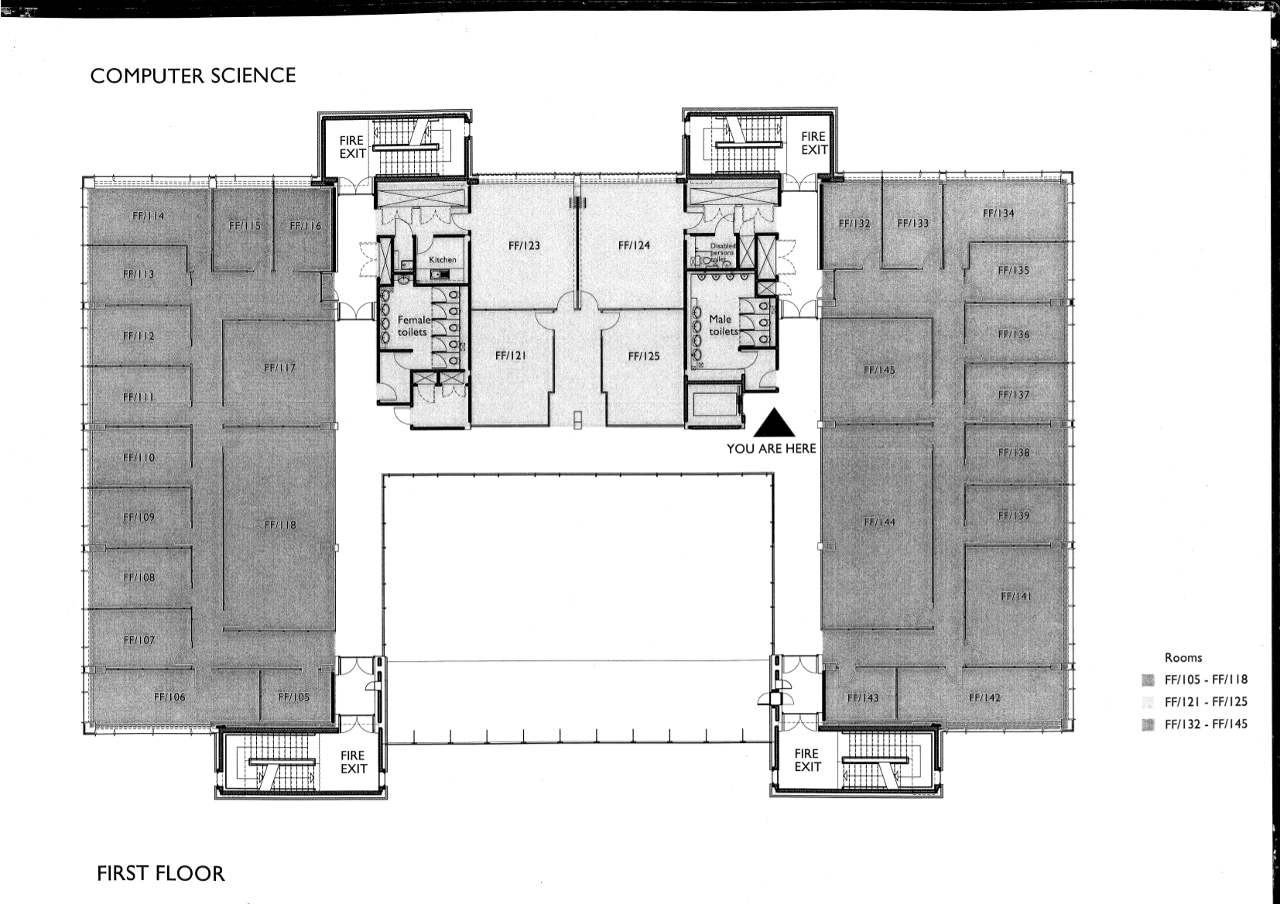 COMPUTER SCIENCE
FIRE
EXIT
FIRE
EXIT
FF/114
FF/115
FF/116
FF/123
FF/124
FF/132
FF/133
FF/134
Kitchen
Disabled
persons
toilet
FF/113
FF/135
Female
toilets
Male
toilets
FF/112
FF/136
FF/117
FF/121
FF/125
FF/145
FF/111
FF/137
YOU ARE HERE
FF/110
FF/138
FF/109
FF/118
FF/144
FF/139
FF/108
FF/141
FF/107
FF/106
FF/105
FF/143
FF/142
Rooms
FF/105 - FF/118
FF/121 - FF/125
FF/132 - FF/145
FIRE
EXIT
FIRE
EXIT
FIRST FLOOR